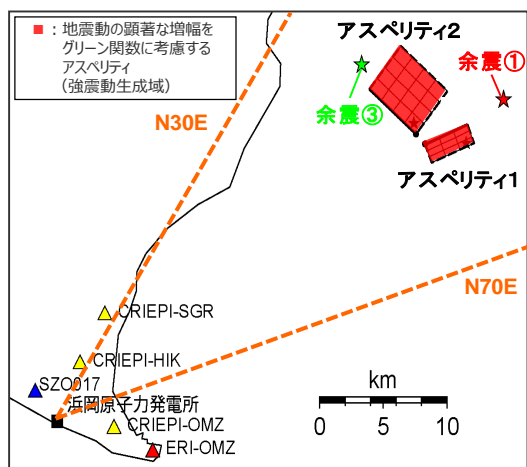 ■：地震動の顕著な増幅を
グリーン関数に考慮する
アスペリティ
（強震動生成域）
アスペリティ2
余震①
余震③
アスペリティ1
N30E
N70E
CRIEPI-SGR
CRIEPI-HIK
SZO017
浜岡原子力発電所
CRIEPI-OMZ
ERI-OMZ
km
0 5 10